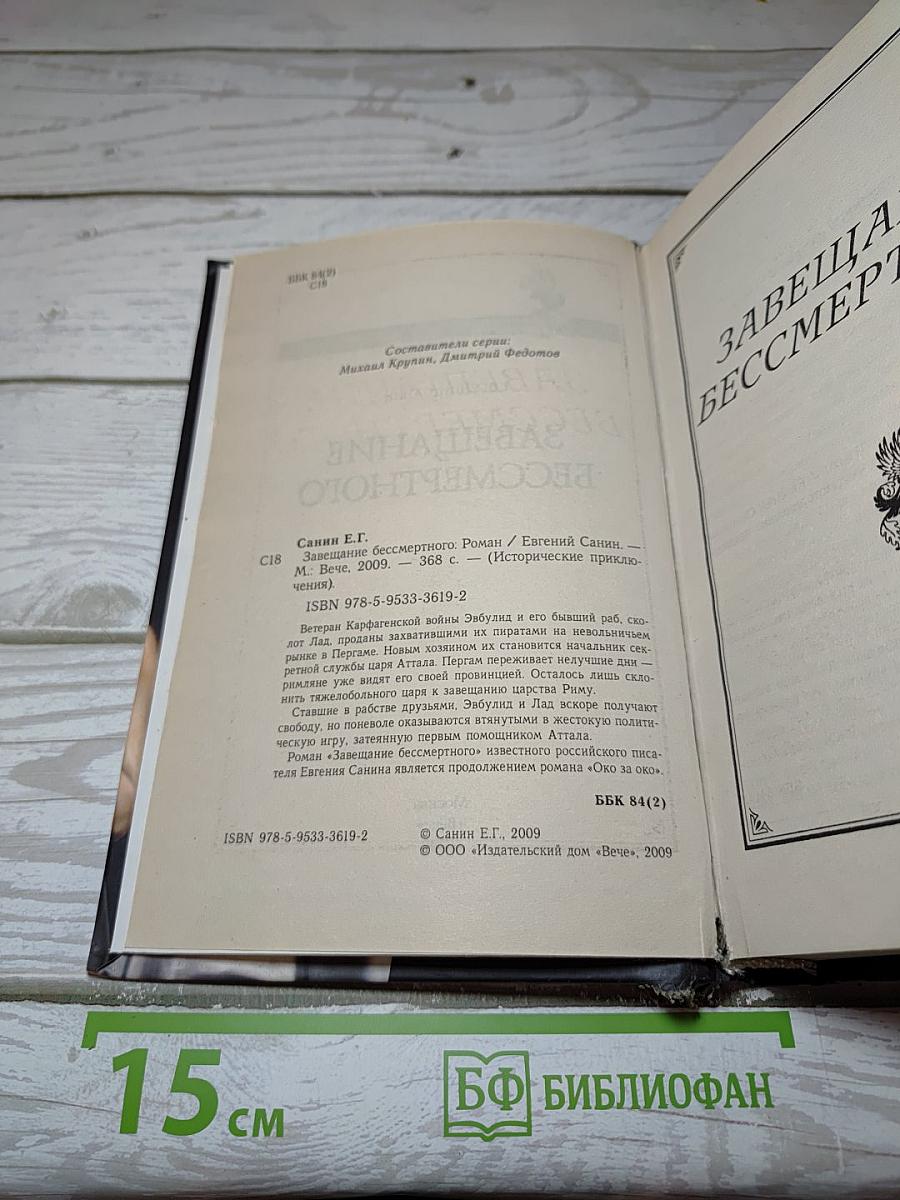 ББК 84(2)
С18
Составители серии:
Михаил Крупин, Дмитрий Федотов
ЗАВЕЩАНИЕ
БЕССМЕРТНОГО
Санин Е.Г.
С18 Завещание бессмертного: Роман / Евгений Санин. —
М.: Вече, 2009. — 368 с. — (Исторические приклю-
чения).
ISBN 978-5-9533-3619-2
Ветеран Карфагенской войны Эвбулид и его бывший раб, ско-
лот Лад, проданы захватившими их пиратами на невольничьем
рынке в Пергаме. Новым хозяином их становится начальник сек-
ретной службы царя Аттала. Пергам переживает нелучшие дни —
римляне уже видят его своей провинцией. Осталось лишь скло-
нить тяжелобольного царя к завещанию царства Риму.
Ставшие в рабстве друзьями, Эвбулид и Лад вскоре получают
свободу, но поневоле оказываются втянутыми в жестокую полити-
ческую игру, затеянную первым помощником Аттала.
Роман «Завещание бессмертного» известного российского писа-
теля Евгения Санина является продолжением романа «Око за око».
ББК 84(2)
ISBN 978-5-9533-3619-2
© Санин Е.Г., 2009
© ООО «Издательский дом «Вече», 2009
ЗАВЕЩА
БЕССМЕРТ
15 см
БФ БИБЛИОФАН